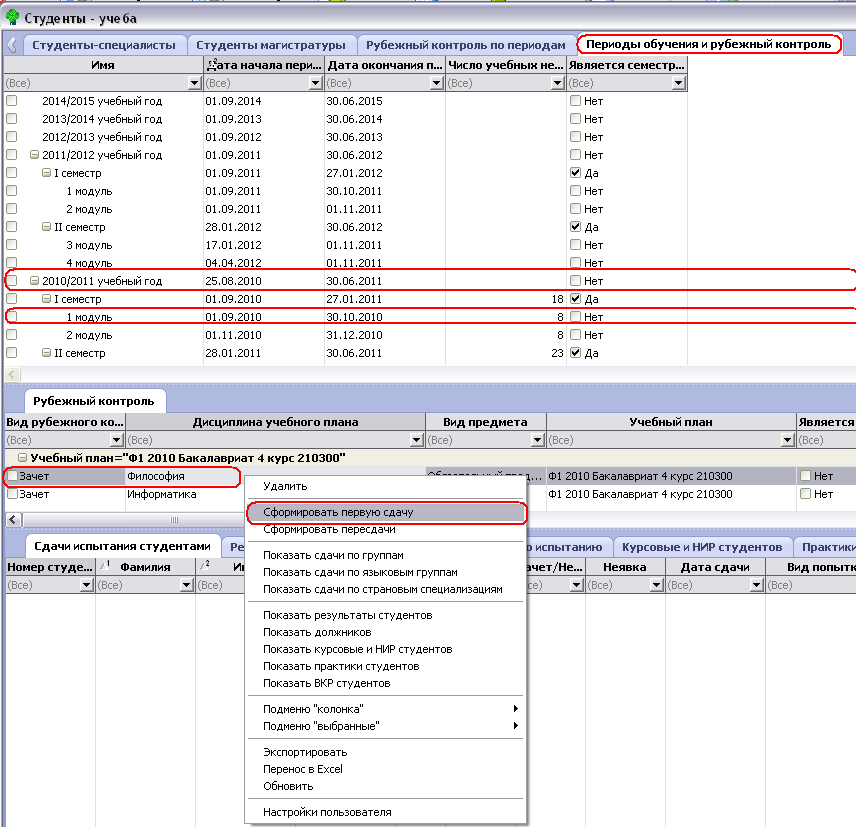 Студенты - учеба
Студенты-специалисты Студенты магистратуры Рубежный контроль по периодам Периоды обучения и рубежный контроль
Имя Дата начала пери... Дата окончания п... Число учебных не... Является семестр...
(Все) (Все) (Все) (Все) (Все)
2014/2015 учебный год 01.09.2014 30.06.2015 Нет
2013/2014 учебный год 01.09.2013 30.06.2014 Нет
2012/2013 учебный год 01.09.2012 30.06.2013 Нет
2011/2012 учебный год 01.09.2011 30.06.2012 Нет
I семестр 01.09.2011 27.01.2012 Да
1 модуль 01.09.2011 30.10.2011 Нет
2 модуль 01.09.2011 01.11.2011 Нет
II семестр 28.01.2012 30.06.2012 Да
3 модуль 17.01.2012 01.11.2011 Нет
4 модуль 04.04.2012 01.11.2011 Нет
2010/2011 учебный год 25.08.2010 30.06.2011 Нет
I семестр 01.09.2010 27.01.2011 18 Да
1 модуль 01.09.2010 30.10.2010 8 Нет
2 модуль 01.11.2010 31.12.2010 8 Нет
II семестр 28.01.2011 30.06.2011 23 Да
Рубежный контроль
Вид рубежного ко... Дисциплина учебного плана Вид предмета Учебный план Является
(Все) (Все) (Все) (Все) (Все)
Учебный план="Ф1 2010 Бакалавриат 4 курс 210300"
Зачет Философия Ф1 2010 Бакалавриат 4 курс 210300 Нет
Зачет Информатика Ф1 2010 Бакалавриат 4 курс 210300 Нет
Сдачи испытания студентами Ре испытанию Курсовые и НИР студентов Практики
Номер студе... 1 Фамилия 2 И ачет/Не... Неявка Дата сдачи Вид попытк
(Все) (Все) (Все) (Все) (Все) (Все)
Удалить
Сформировать первую сдачу
Сформировать пересдачи
Показать сдачи по группам
Показать сдачи по языковым группам
Показать сдачи по страновым специализациям
Показать результаты студентов
Показать должников
Показать курсовые и НИР студентов
Показать практики студентов
Показать ВКР студентов
Подменю "колонка"
Подменю "выбранные"
Экспортировать
Перенос в Excel
Обновить
Настройки пользователя